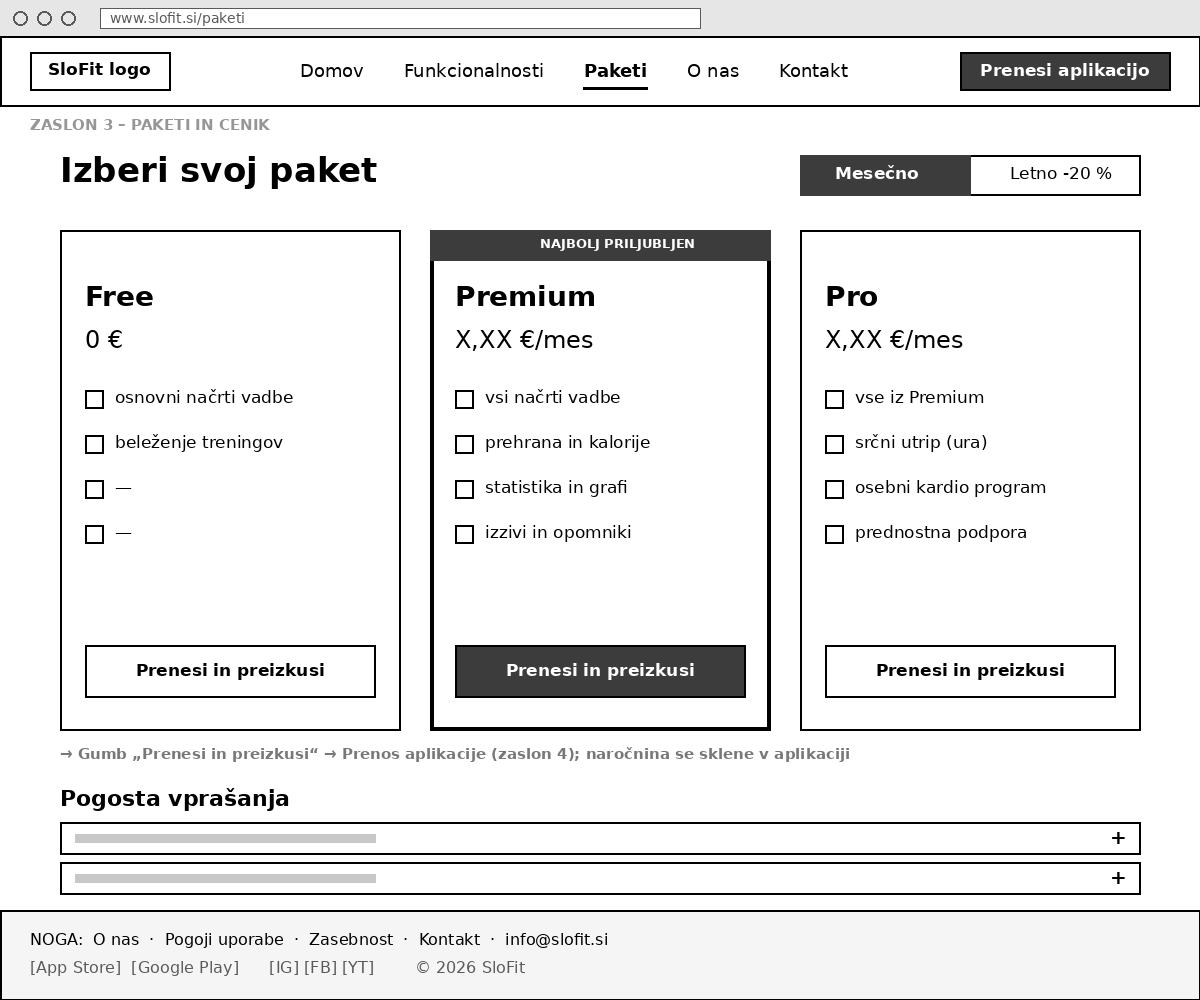 www.slofit.si/paketi
SloFit logo Domov Funkcionalnosti Paketi O nas Kontakt Prenesi aplikacijo
ZASLON 3 – PAKETI IN CENIK
Izberi svoj paket
Mesečno Letno -20 %
Free
0 €
osnovni načrti vadbe
beleženje treningov
—
—
Prenesi in preizkusi
NAJBOLJ PRILJUBLJEN
Premium
X,XX €/mes
vsi načrti vadbe
prehrana in kalorije
statistika in grafi
izzivi in opomniki
Prenesi in preizkusi
Pro
X,XX €/mes
vse iz Premium
srčni utrip (ura)
osebni kardio program
prednostna podpora
Prenesi in preizkusi
→ Gumb „Prenesi in preizkusi“ → Prenos aplikacije (zaslon 4); naročnina se sklene v aplikaciji
Pogosta vprašanja
+
+
NOGA: O nas · Pogoji uporabe · Zasebnost · Kontakt · info@slofit.si
[App Store] [Google Play] [IG] [FB] [YT] © 2026 SloFit